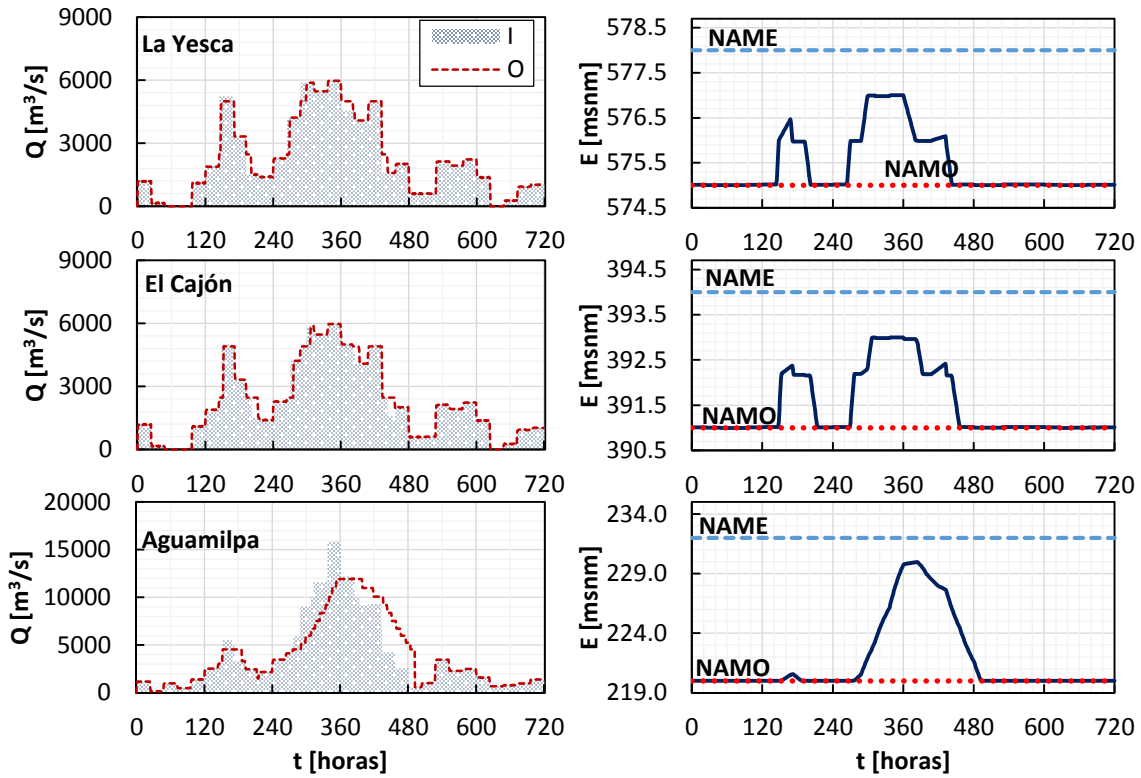 La Yesca
I
O
Q [m³/s]
9000
6000
3000
0
0 120 240 360 480 600 720
NAME
NAMO
E [msnm]
578.5
577.5
576.5
575.5
574.5
0 120 240 360 480 600 720
El Cajón
Q [m³/s]
9000
6000
3000
0
0 120 240 360 480 600 720
NAME
NAMO
E [msnm]
394.5
393.5
392.5
391.5
390.5
0 120 240 360 480 600 720
Aguamilpa
Q [m³/s]
20000
15000
10000
5000
0
0 120 240 360 480 600 720
t [horas]
NAME
NAMO
E [msnm]
234.0
229.0
224.0
219.0
0 120 240 360 480 600 720
t [horas]